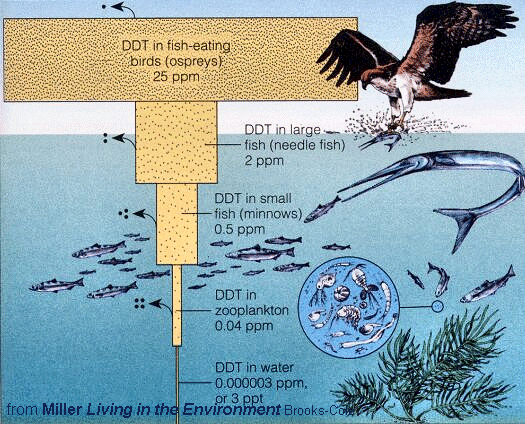 DDT in fish-eating
birds (ospreys)
25 ppm
DDT in large
fish (needle fish)
2 ppm
DDT in small
fish (minnows)
0.5 ppm
DDT in
zooplankton
0.04 ppm
DDT in water
0.000003 ppm,
or 3 ppt
from Miller Living in the Environment